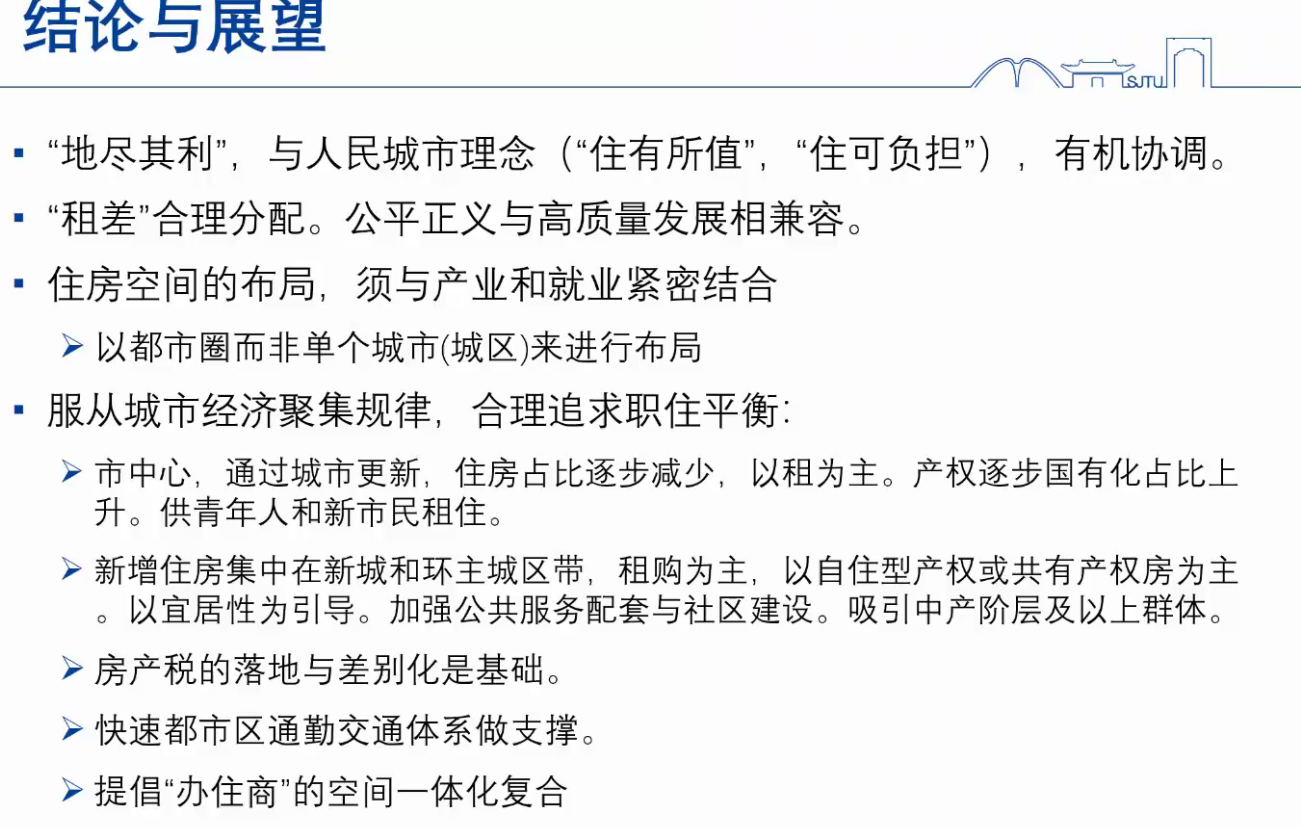 结论与展望
SJTU
▪ “地尽其利”，与人民城市理念（“住有所值”，“住可负担”），有机协调。
▪ “租差”合理分配。公平正义与高质量发展相兼容。
▪ 住房空间的布局，须与产业和就业紧密结合
➢ 以都市圈而非单个城市(城区)来进行布局
▪ 服从城市经济聚集规律，合理追求职住平衡：
➢ 市中心，通过城市更新，住房占比逐步减少，以租为主。产权逐步国有化占比上
升。供青年人和新市民租住。
➢ 新增住房集中在新城和环主城区带，租购为主，以自住型产权或共有产权房为主
。以宜居性为引导。加强公共服务配套与社区建设。吸引中产阶层及以上群体。
➢ 房产税的落地与差别化是基础。
➢ 快速都市区通勤交通体系做支撑。
➢ 提倡“办住商”的空间一体化复合